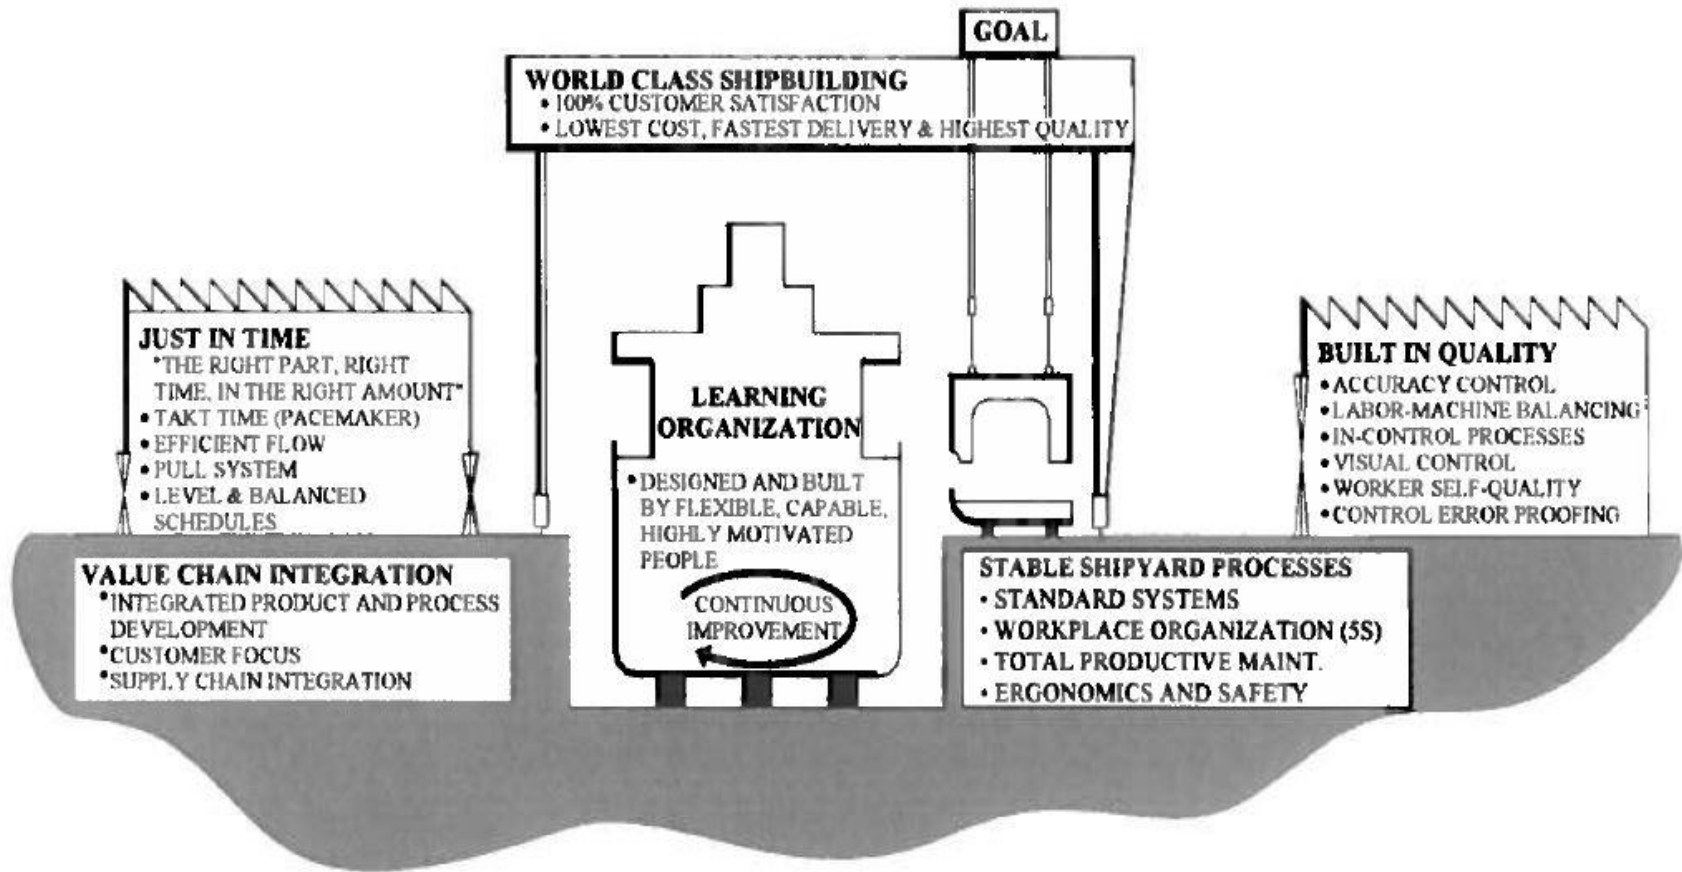 GOAL
WORLD CLASS SHIPBUILDING
• 100% CUSTOMER SATISFACTION
• LOWEST COST, FASTEST DELIVERY & HIGHEST QUALITY
JUST IN TIME
"THE RIGHT PART, RIGHT
TIME, IN THE RIGHT AMOUNT"
• TAKT TIME (PACEMAKER)
• EFFICIENT FLOW
• PULL SYSTEM
• LEVEL & BALANCED
SCHEDULES
LEARNING
ORGANIZATION
• DESIGNED AND BUILT
BY FLEXIBLE, CAPABLE,
HIGHLY MOTIVATED
PEOPLE
CONTINUOUS
IMPROVEMENT
BUILT IN QUALITY
• ACCURACY CONTROL
• LABOR-MACHINE BALANCING
• IN-CONTROL PROCESSES
• VISUAL CONTROL
• WORKER SELF-QUALITY
• CONTROL ERROR PROOFING
VALUE CHAIN INTEGRATION
• INTEGRATED PRODUCT AND PROCESS
DEVELOPMENT
• CUSTOMER FOCUS
• SUPPLY CHAIN INTEGRATION
STABLE SHIPYARD PROCESSES
• STANDARD SYSTEMS
• WORKPLACE ORGANIZATION (5S)
• TOTAL PRODUCTIVE MAINT.
• ERGONOMICS AND SAFETY